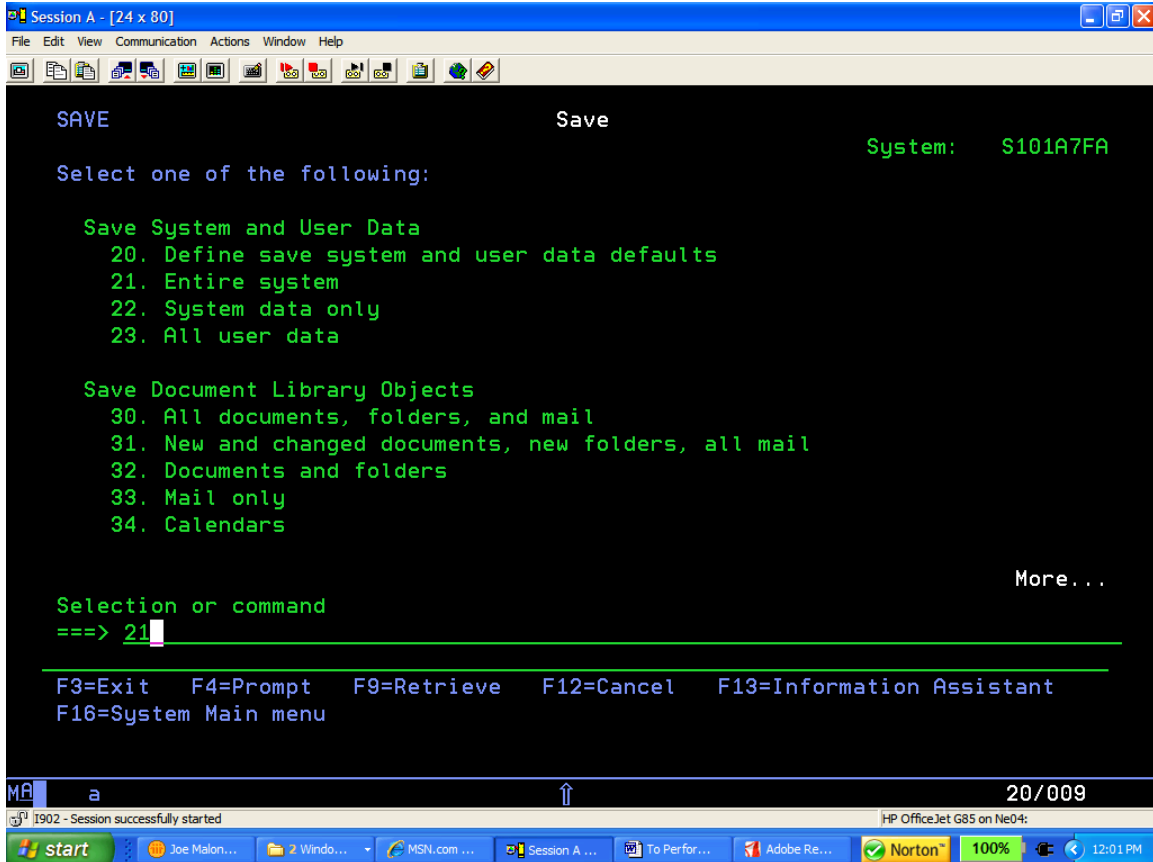 Session A - [24 x 80]
File Edit View Communication Actions Window Help
SAVE Save
System: S101A7FA
Select one of the following:
Save System and User Data
20. Define save system and user data defaults
21. Entire system
22. System data only
23. All user data
Save Document Library Objects
30. All documents, folders, and mail
31. New and changed documents, new folders, all mail
32. Documents and folders
33. Mail only
34. Calendars
More...
Selection or command
===> 21
F3=Exit F4=Prompt F9=Retrieve F12=Cancel F13=Information Assistant
F16=System Main menu
MA a 20/009
I902 - Session successfully started HP OfficeJet G85 on Ne04:
start Joe Malon... 2 Windo... MSN.com ... Session A ... To Perfor... Adobe Re... Norton™ 100% 12:01 PM